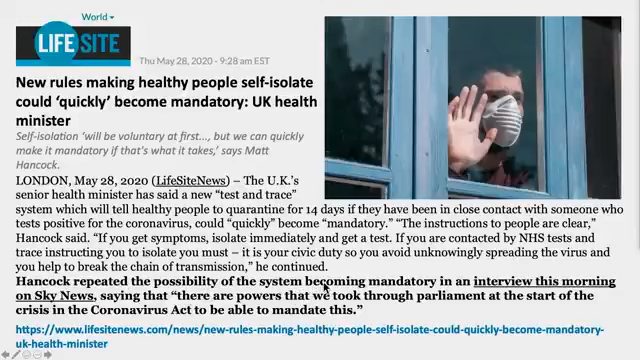 World
LIFE SITE
Thu May 28, 2020 - 9:28 am EST
New rules making healthy people self-isolate
could ‘quickly’ become mandatory: UK health
minister
Self-isolation ‘will be voluntary at first..., but we can quickly
make it mandatory if that's what it takes,’ says Matt
Hancock.
LONDON, May 28, 2020 (LifeSiteNews) – The U.K.’s
senior health minister has said a new “test and trace”
system which will tell healthy people to quarantine for 14 days if they have been in close contact with someone who
tests positive for the coronavirus, could “quickly” become “mandatory.” “The instructions to people are clear,”
Hancock said. “If you get symptoms, isolate immediately and get a test. If you are contacted by NHS tests and
trace instructing you to isolate you must – it is your civic duty so you avoid unknowingly spreading the virus and
you help to break the chain of transmission,” he continued.
Hancock repeated the possibility of the system becoming mandatory in an interview this morning
on Sky News, saying that “there are powers that we took through parliament at the start of the
crisis in the Coronavirus Act to be able to mandate this.”
https://www.lifesitenews.com/news/new-rules-making-healthy-people-self-isolate-could-quickly-become-mandatory-
uk-health-minister